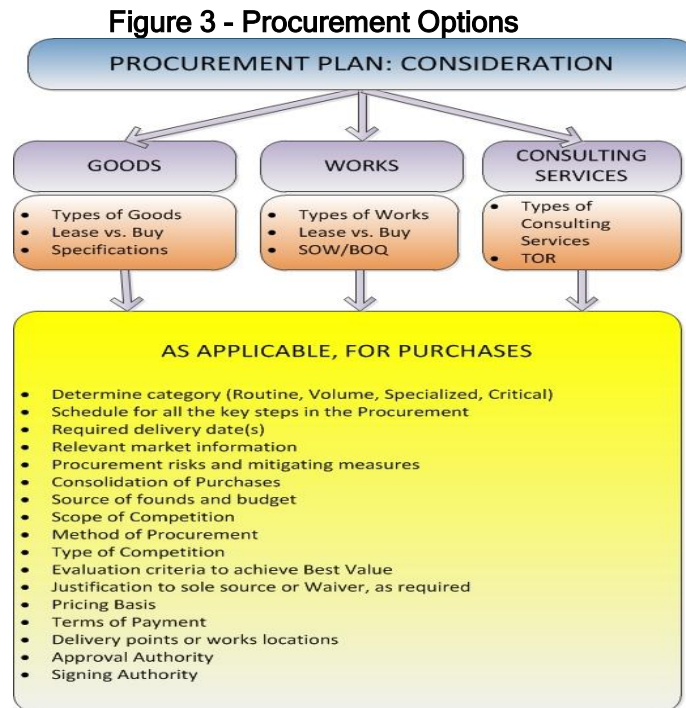 Figure 3 - Procurement Options
PROCUREMENT PLAN: CONSIDERATION
GOODS
• Types of Goods
• Lease vs. Buy
• Specifications
WORKS
• Types of Works
• Lease vs. Buy
• SOW/BOQ
CONSULTING
SERVICES
• Types of
Consulting
Services
• TOR
AS APPLICABLE, FOR PURCHASES
• Determine category (Routine, Volume, Specialized, Critical)
• Schedule for all the key steps in the Procurement
• Required delivery date(s)
• Relevant market information
• Procurement risks and mitigating measures
• Consolidation of Purchases
• Source of founds and budget
• Scope of Competition
• Method of Procurement
• Type of Competition
• Evaluation criteria to achieve Best Value
• Justification to sole source or Waiver, as required
• Pricing Basis
• Terms of Payment
• Delivery points or works locations
• Approval Authority
• Signing Authority